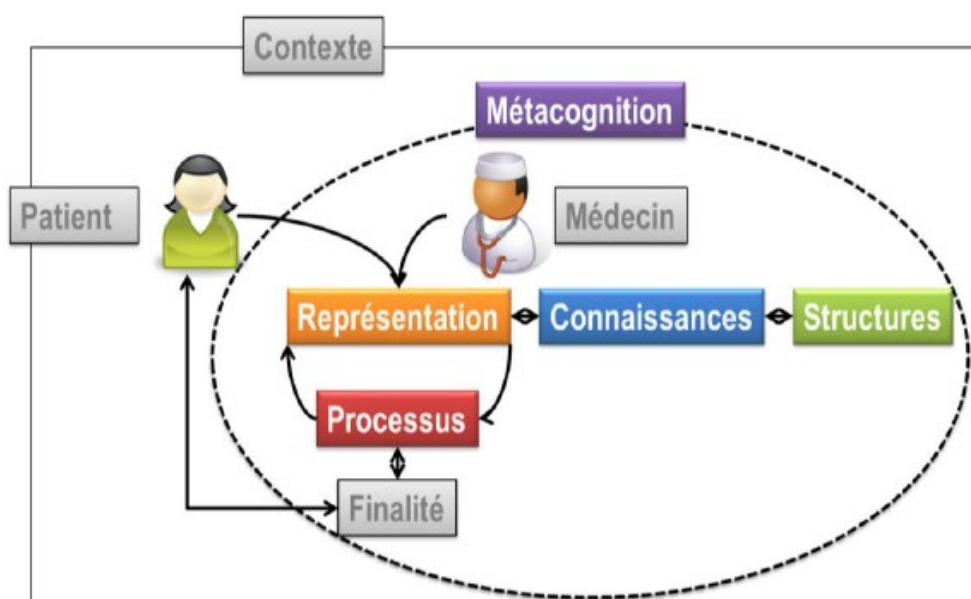 Contexte
Métacognition
Patient
Médecin
Représentation
Connaissances
Structures
Processus
Finalité